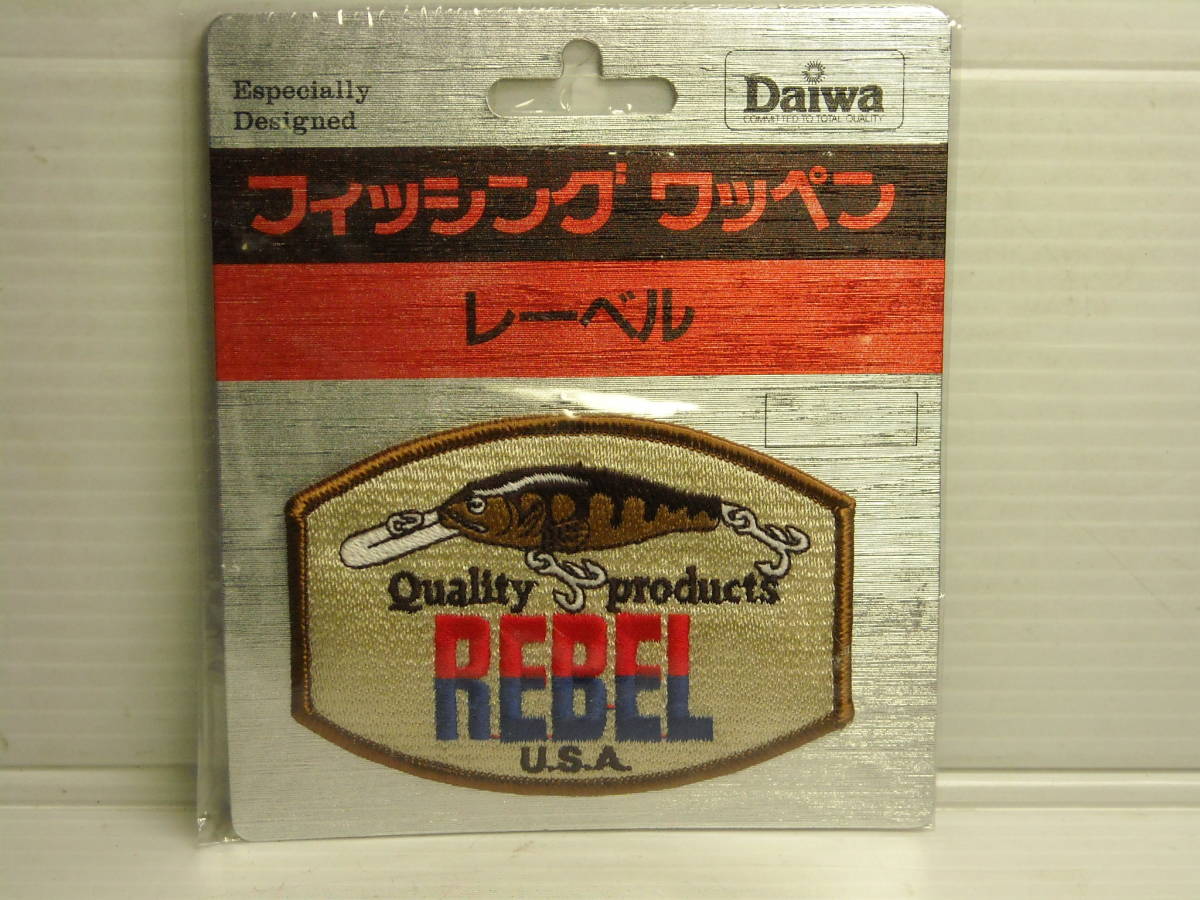 Especially
Designed
Daiwa
COMMITTED TO TOTAL QUALITY
フィッシング ワッペン
レーベル
Quality products
REBEL
U.S.A.